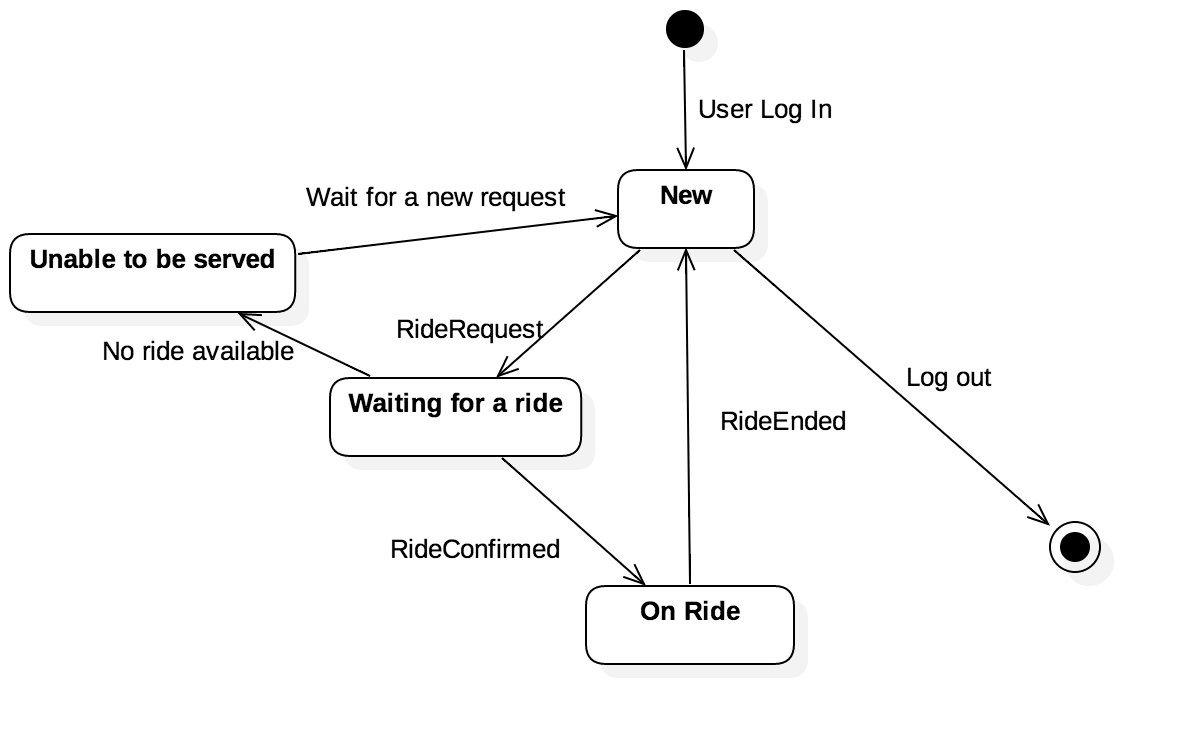 User Log In
Wait for a new request
New
Unable to be served
RideRequest
No ride available
Log out
Waiting for a ride
RideEnded
RideConfirmed
On Ride